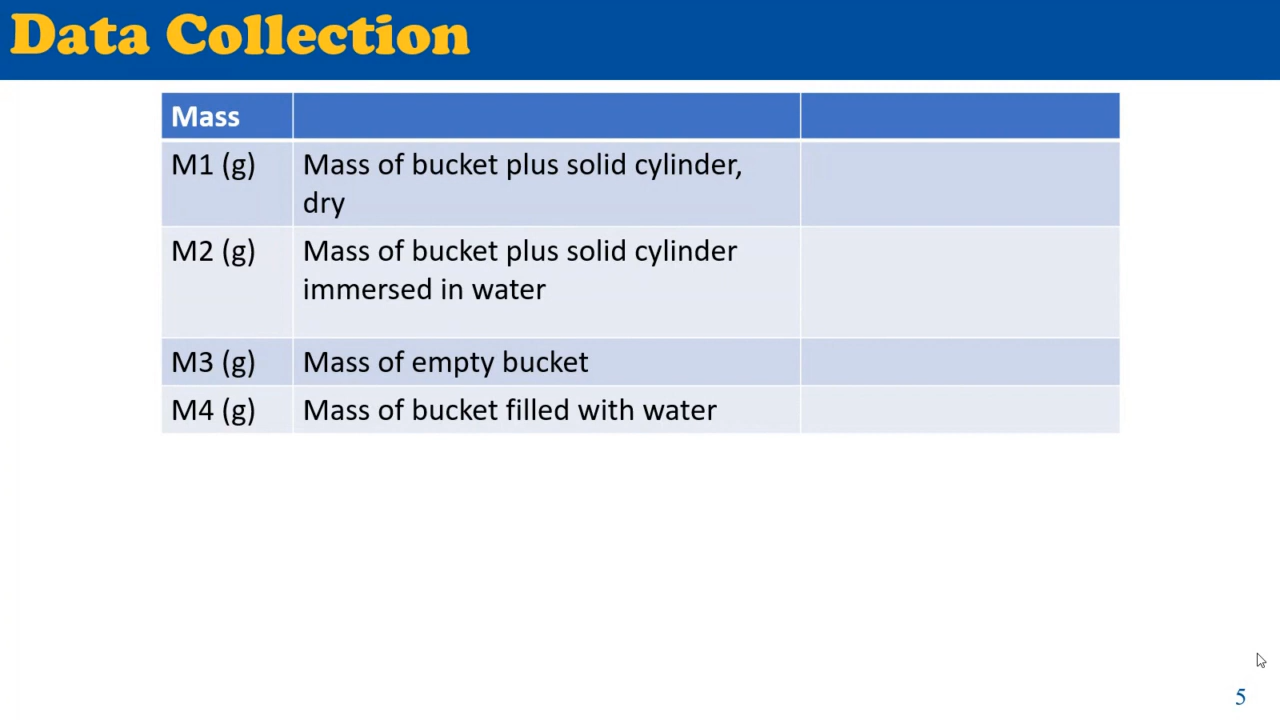 Data Collection
Mass
M1 (g) Mass of bucket plus solid cylinder,
dry
M2 (g) Mass of bucket plus solid cylinder
immersed in water
M3 (g) Mass of empty bucket
M4 (g) Mass of bucket filled with water
5